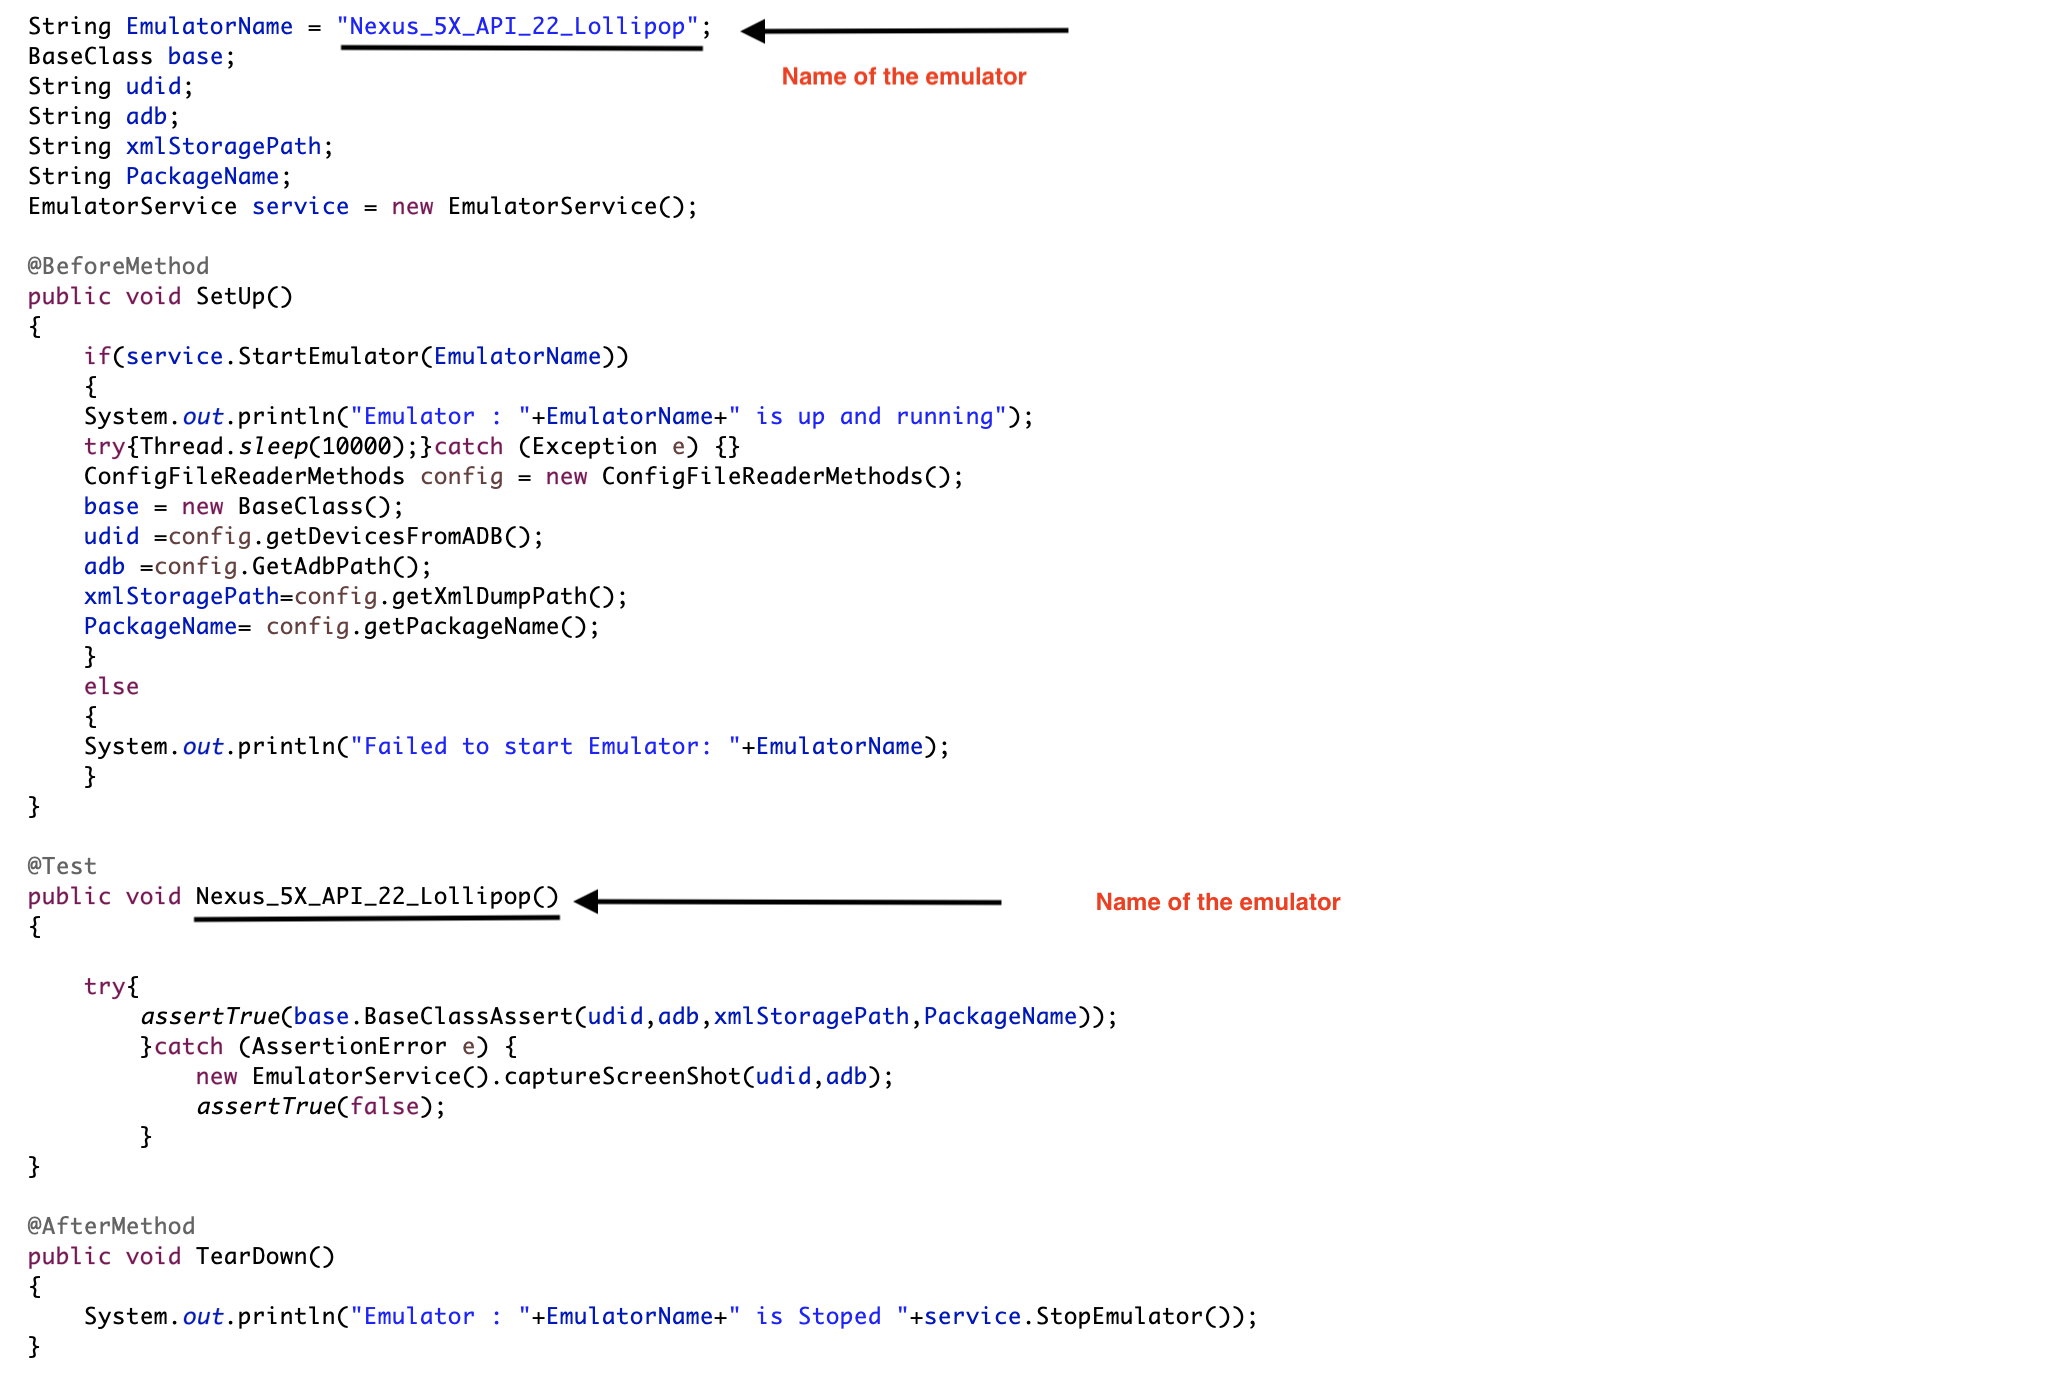 String EmulatorName = "Nexus_5X_API_22_Lollipop";
Name of the emulator
BaseClass base;
String udid;
String adb;
String xmlStoragePath;
String PackageName;
EmulatorService service = new EmulatorService();
@BeforeMethod
public void SetUp()
{
if(service.StartEmulator(EmulatorName))
{
System.out.println("Emulator : "+EmulatorName+" is up and running");
try{Thread.sleep(10000);}catch (Exception e) {}
ConfigFileReaderMethods config = new ConfigFileReaderMethods();
base = new BaseClass();
udid =config.getDevicesFromADB();
adb =config.GetAdbPath();
xmlStoragePath=config.getXmlDumpPath();
PackageName= config.getPackageName();
}
else
{
System.out.println("Failed to start Emulator: "+EmulatorName);
}
}
@Test
public void Nexus_5X_API_22_Lollipop()
Name of the emulator
{
try{
assertTrue(base.BaseClassAssert(udid,adb,xmlStoragePath,PackageName));
}catch (AssertionError e) {
new EmulatorService().captureScreenShot(udid,adb);
assertTrue(false);
}
}
@AfterMethod
public void TearDown()
{
System.out.println("Emulator : "+EmulatorName+" is Stoped "+service.StopEmulator());
}